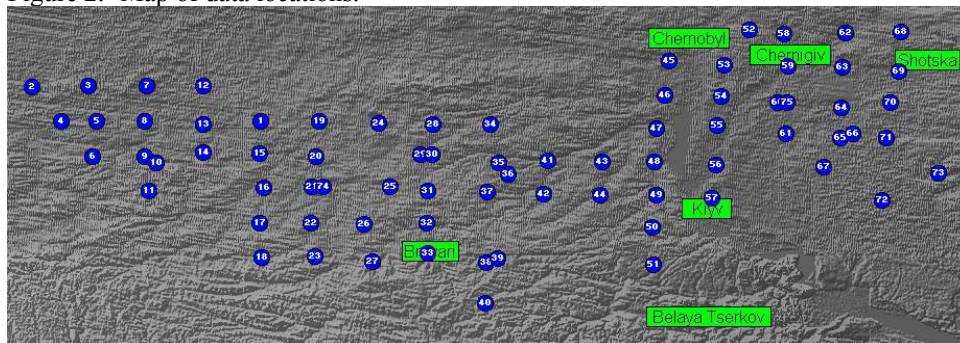 Figure 2: Map of data locations.
52 58 62 68
Chernobyl Chernigiv Shotska
45 53 59 63 69
2 3 7 12
46 54 75 64 70
4 5 8 13 1 19 24 28 34 47 55 61 65 66 71
6 9 10 14 15 20 30 35 36 41 43 48 56 67 73
11 16 74 25 31 37 42 44 49 57 72
Kiyv
17 22 26 32 50
18 23 27 33 38 39 51
40
Belaya Tserkov